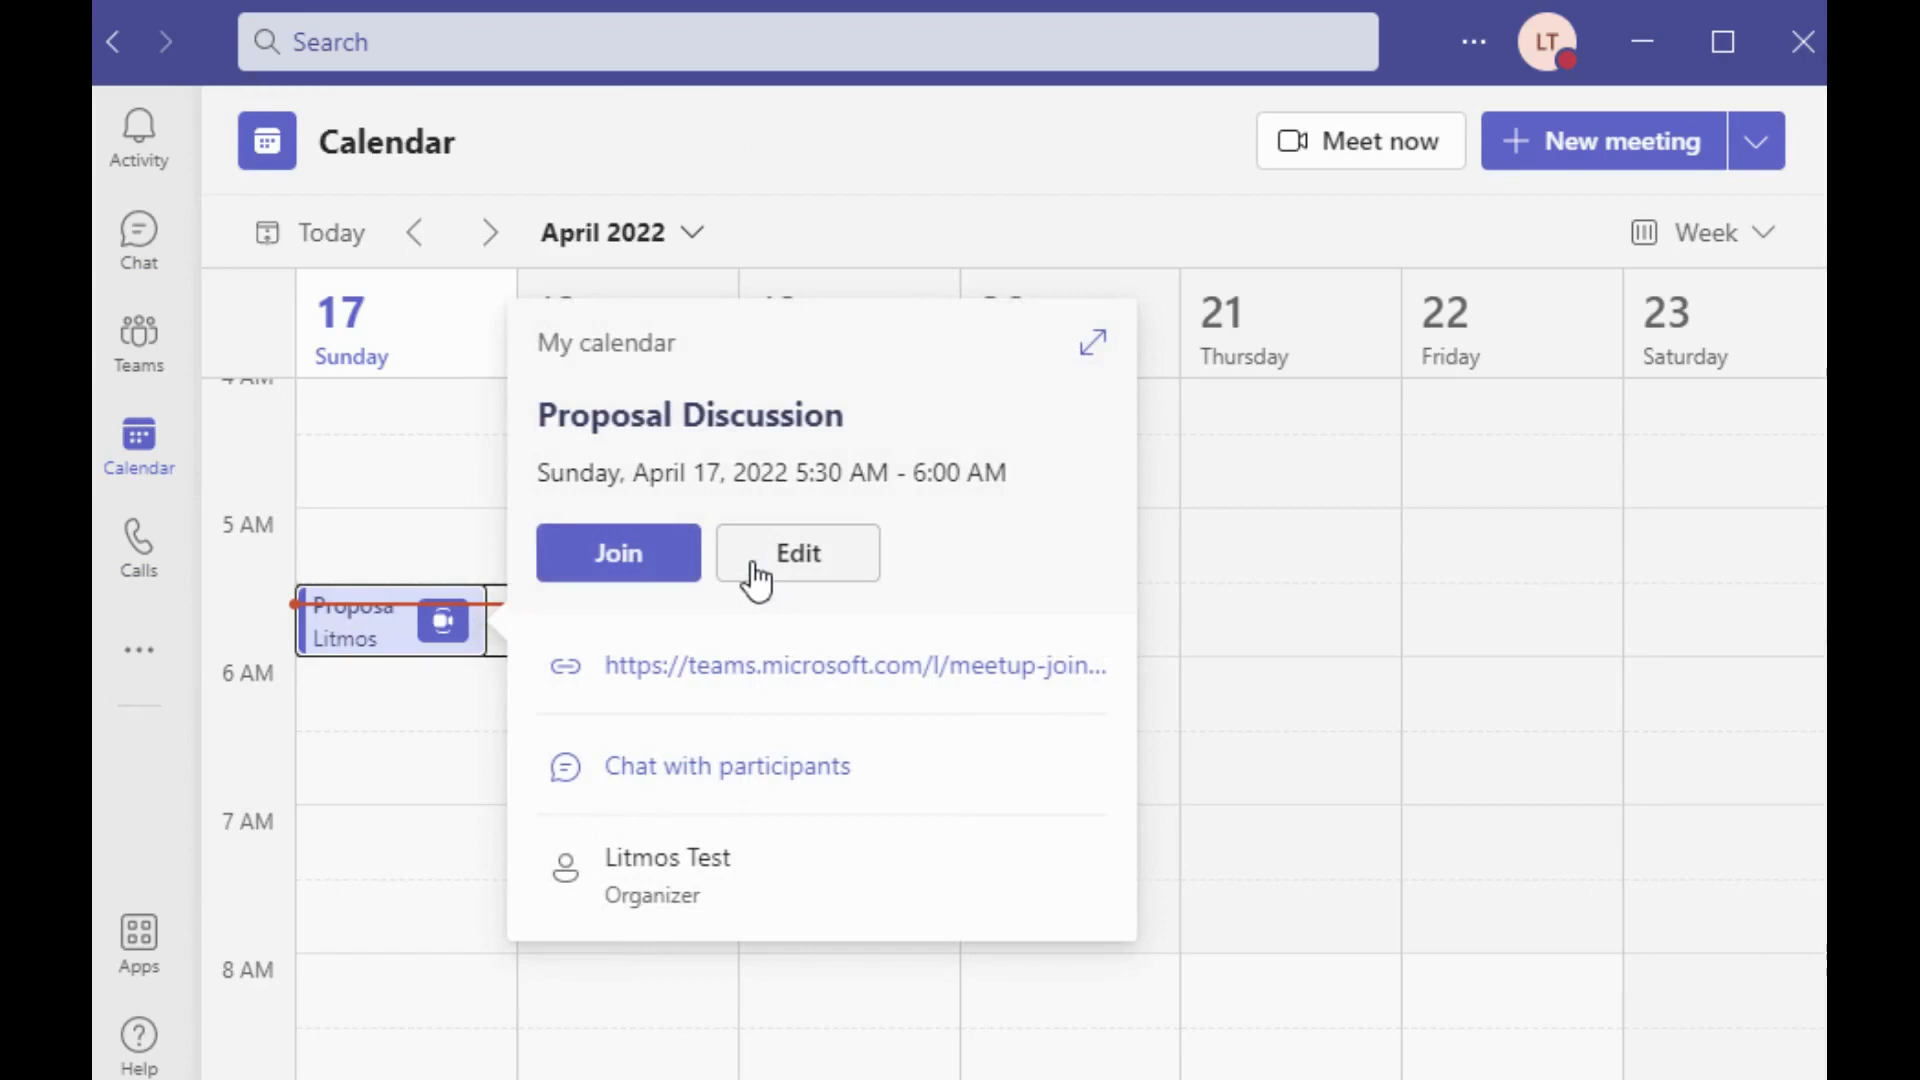 Search
LT
Activity
Chat
Teams
Calendar
Calls
Apps
Help
Calendar
Meet now
New meeting
Today
April 2022
Week
17
Sunday
21
Thursday
22
Friday
23
Saturday
4 AM
5 AM
6 AM
7 AM
8 AM
Proposa
Litmos
My calendar
Proposal Discussion
Sunday, April 17, 2022 5:30 AM - 6:00 AM
Join
Edit
https://teams.microsoft.com/l/meetup-join...
Chat with participants
Litmos Test
Organizer